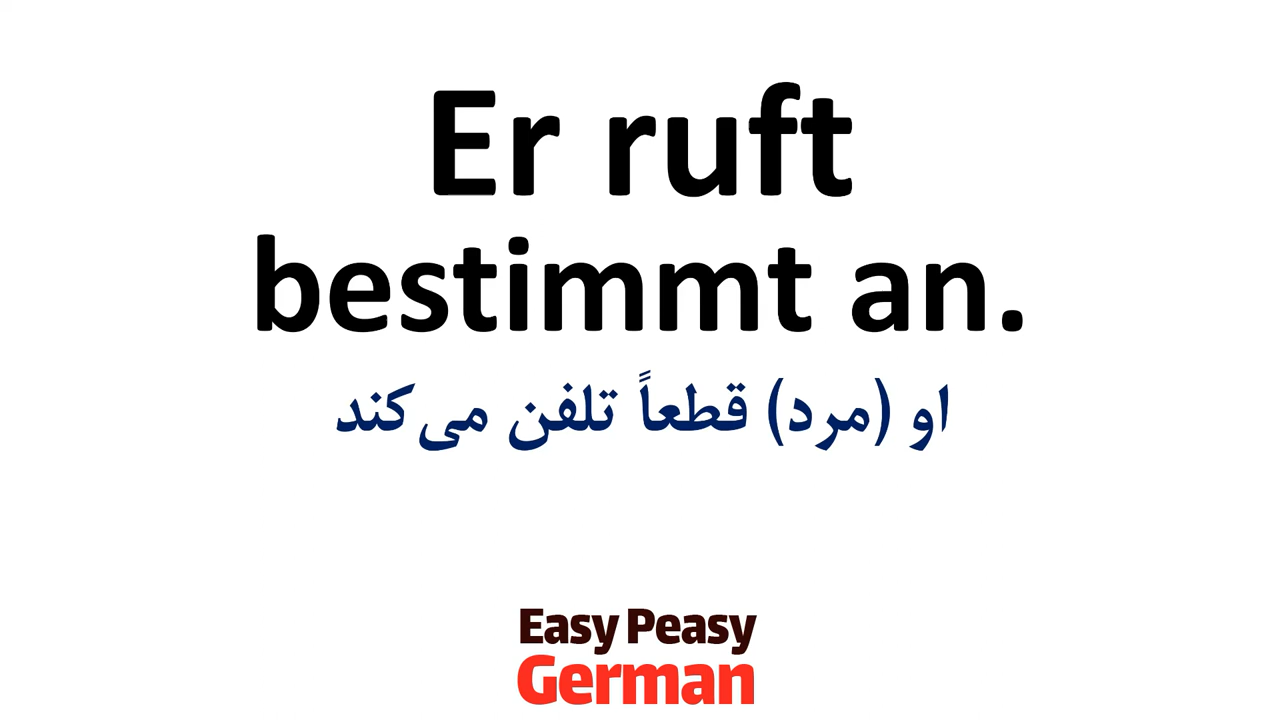 Er ruft
bestimmt an.
او (مرد) قطعاً تلفن می‌کند
Easy Peasy
German